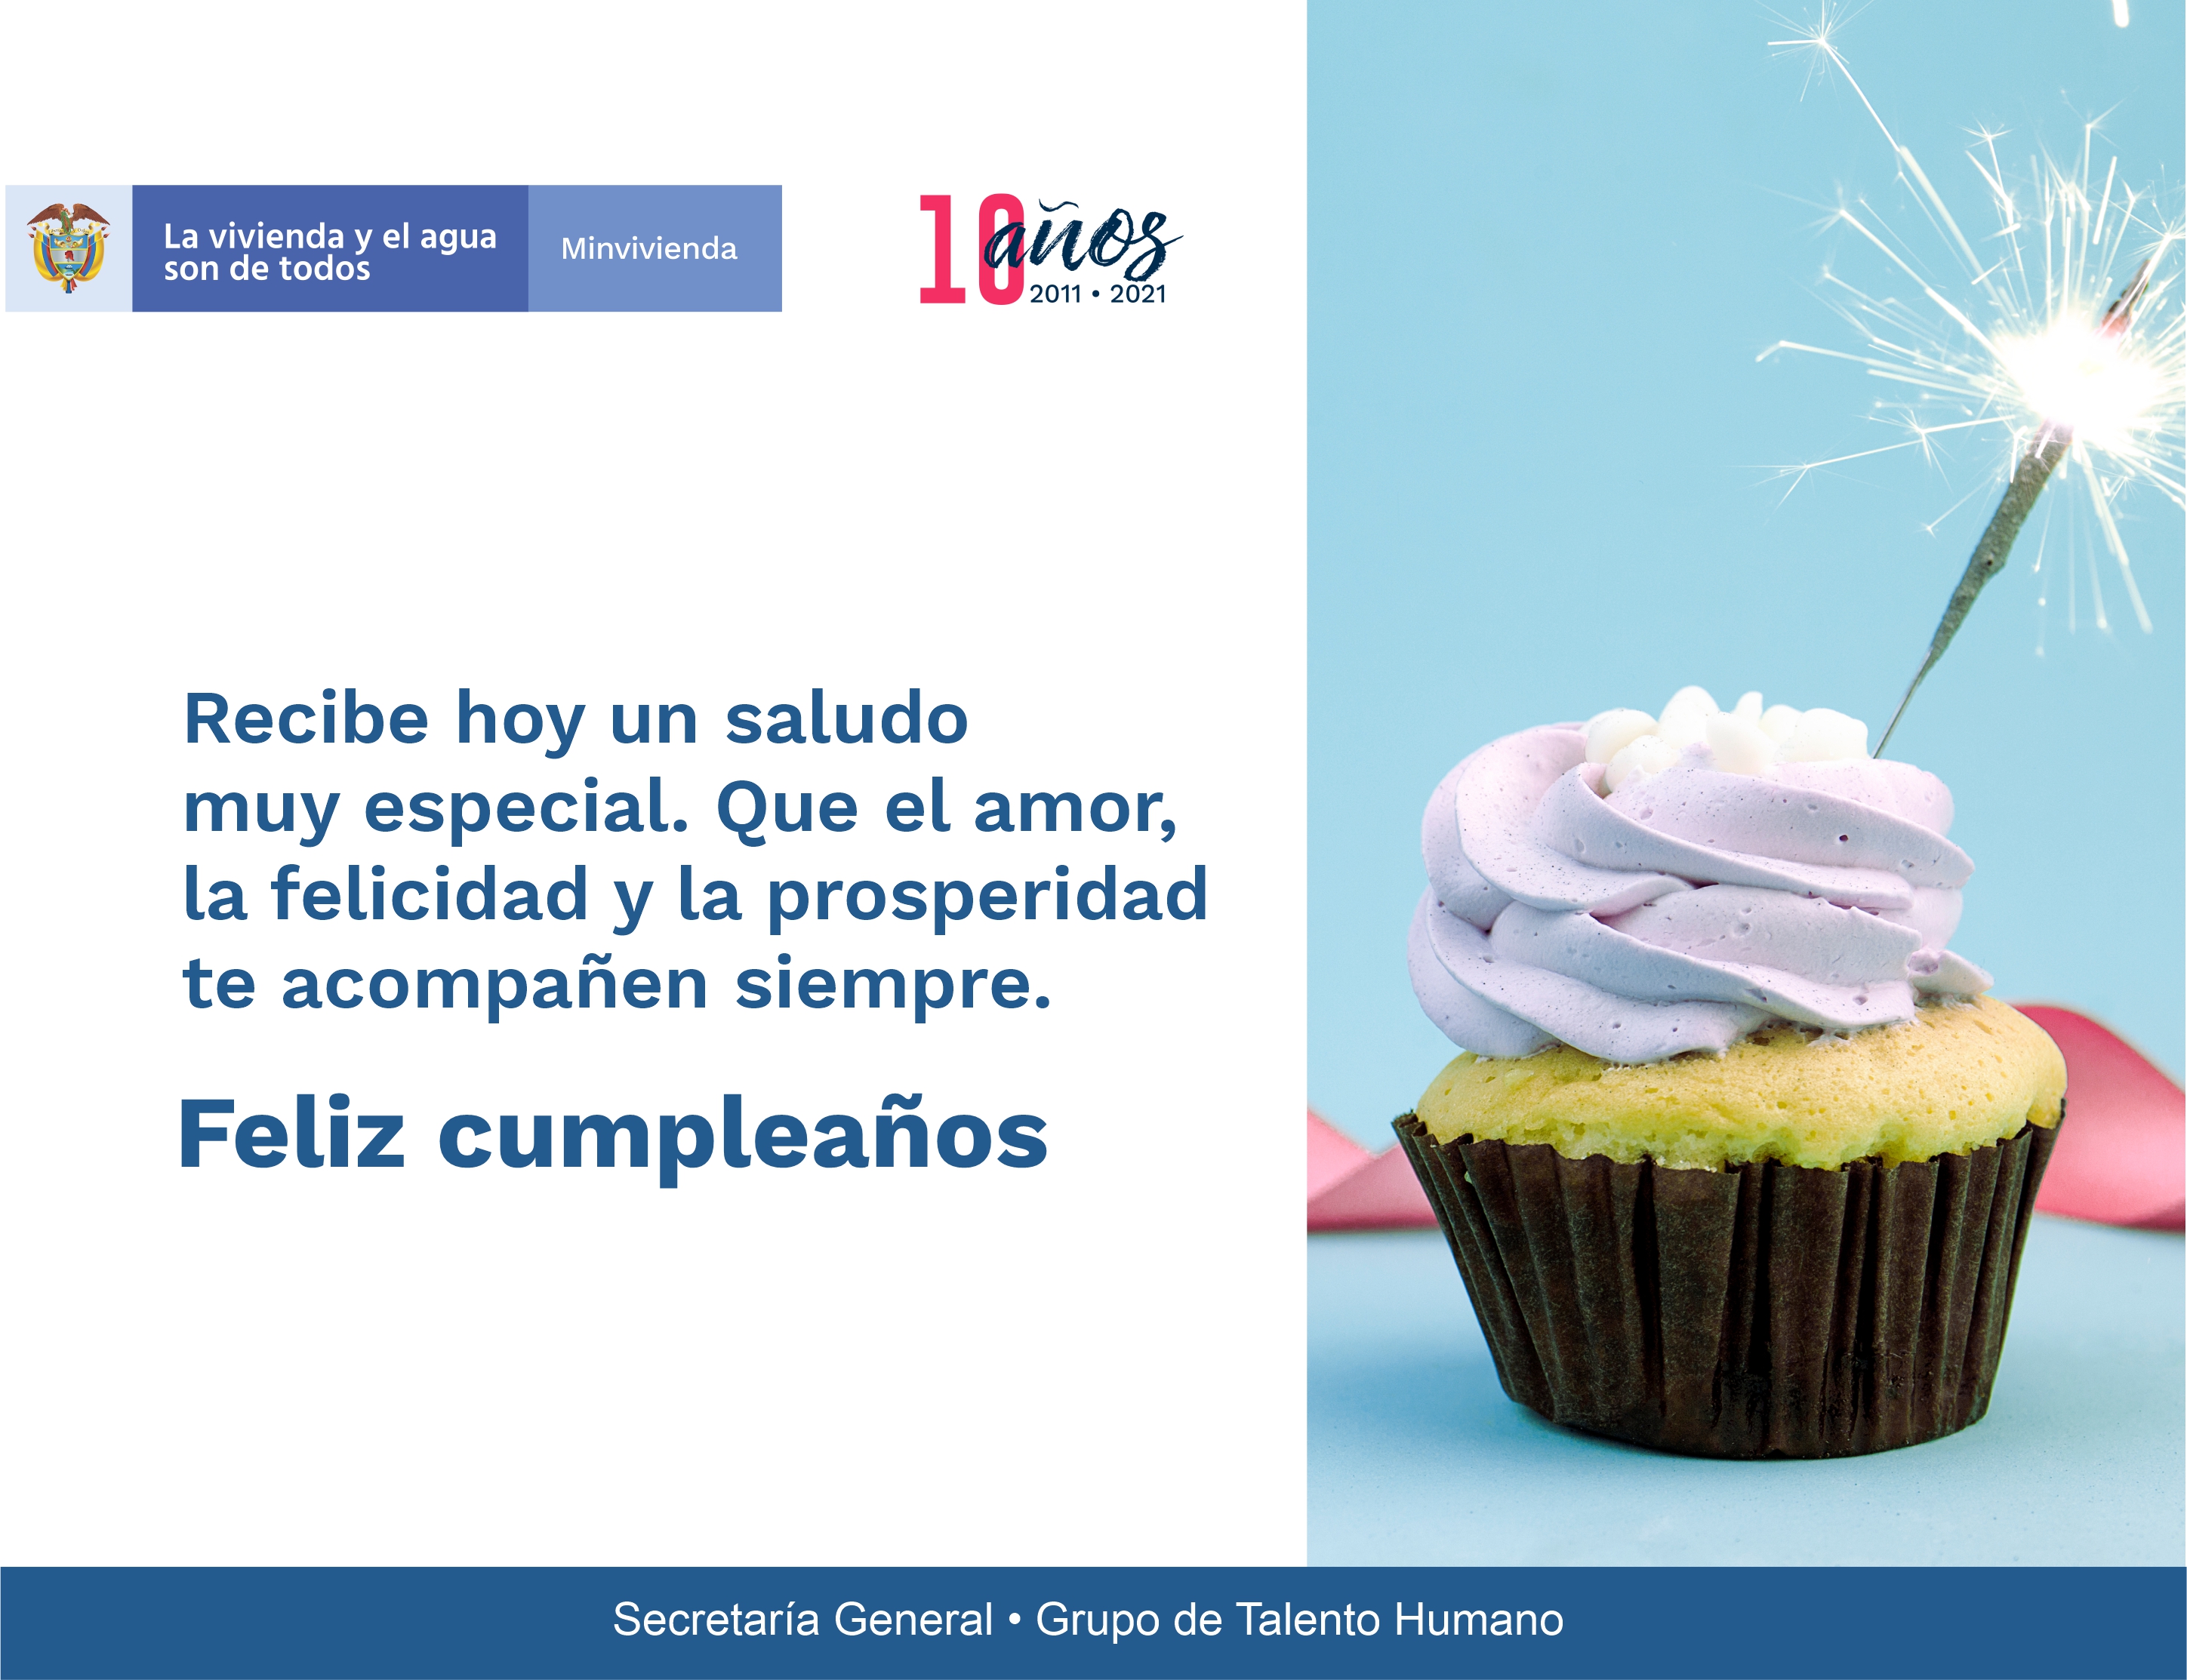 La vivienda y el agua
son de todos
Minvivienda
10 años
2011 • 2021
Recibe hoy un saludo
muy especial. Que el amor,
la felicidad y la prosperidad
te acompañen siempre.
Feliz cumpleaños
Secretaría General • Grupo de Talento Humano